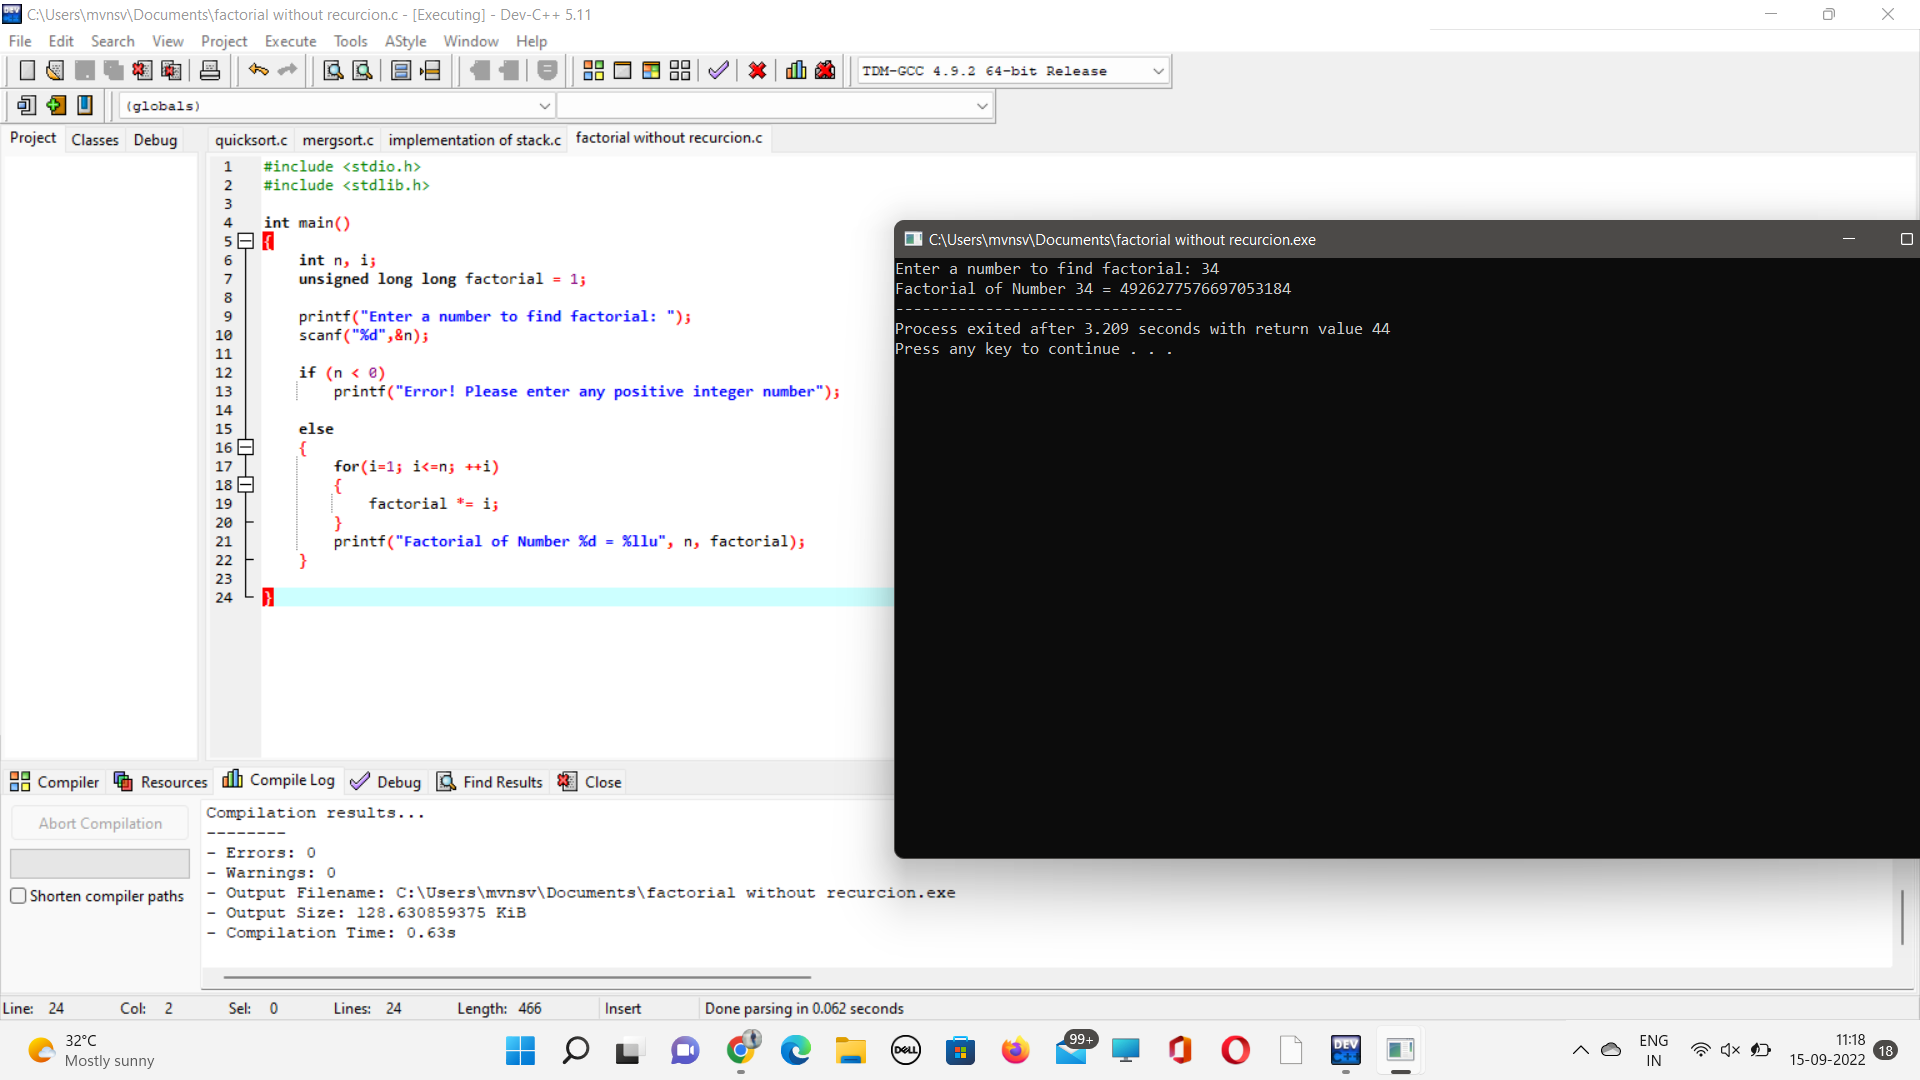 C:\Users\mvnsv\Documents\factorial without recurcion.c - [Executing] - Dev-C++ 5.11
File Edit Search View Project Execute Tools AStyle Window Help
TDM-GCC 4.9.2 64-bit Release
(globals)
Project Classes Debug
quicksort.c mergsort.c implementation of stack.c factorial without recurcion.c
1 #include <stdio.h>
2 #include <stdlib.h>
3
4 int main()
5 {
6 int n, i;
7 unsigned long long factorial = 1;
8
9 printf("Enter a number to find factorial: ");
10 scanf("%d",&n);
11
12 if (n < 0)
13 printf("Error! Please enter any positive integer number");
14
15 else
16 {
17 for(i=1; i<=n; ++i)
18 {
19 factorial *= i;
20 }
21 printf("Factorial of Number %d = %llu", n, factorial);
22 }
23
24 }
C:\Users\mvnsv\Documents\factorial without recurcion.exe
Enter a number to find factorial: 34
Factorial of Number 34 = 4926277576697053184
--------------------------------
Process exited after 3.209 seconds with return value 44
Press any key to continue . . .
Compiler Resources Compile Log Debug Find Results Close
Abort Compilation
Shorten compiler paths
Compilation results...
--------
- Errors: 0
- Warnings: 0
- Output Filename: C:\Users\mvnsv\Documents\factorial without recurcion.exe
- Output Size: 128.630859375 KiB
- Compilation Time: 0.63s
Line: 24 Col: 2 Sel: 0 Lines: 24 Length: 466 Insert Done parsing in 0.062 seconds
32°C
Mostly sunny
DELL
99+
DEV
C++
ENG
IN
11:18
15-09-2022
18